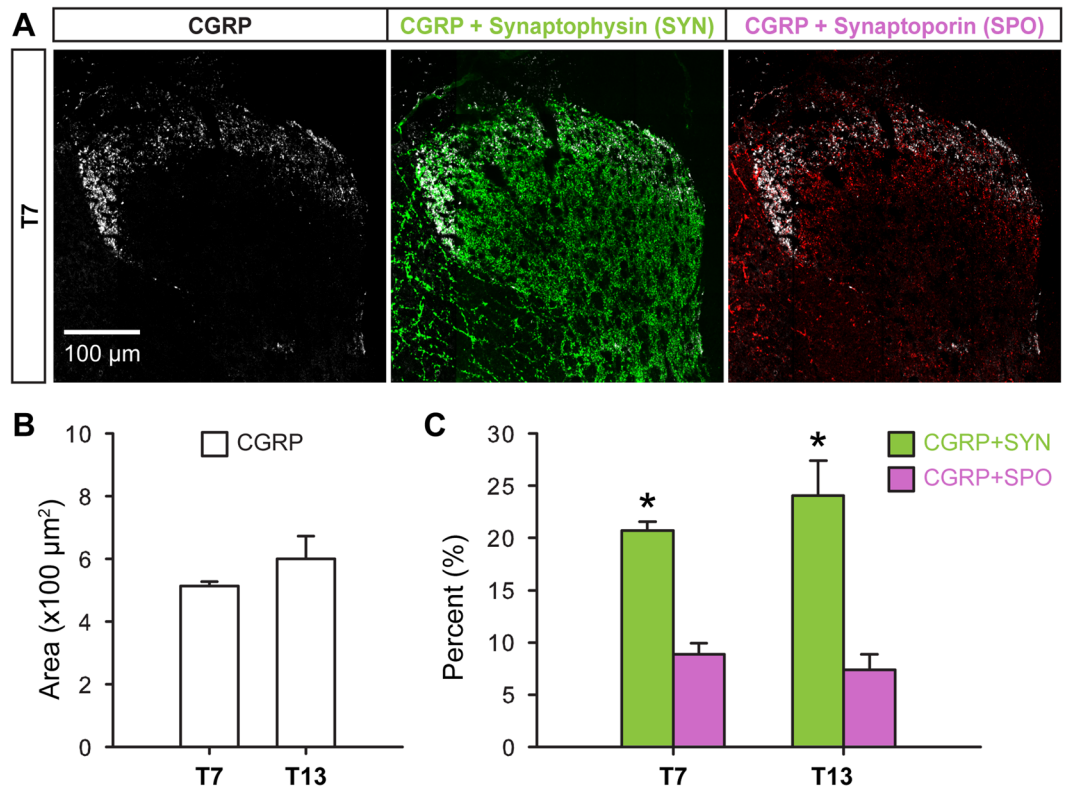 A
CGRP
CGRP + Synaptophysin (SYN)
CGRP + Synaptoporin (SPO)
T7
100 µm
B
10
8
6
4
2
0
Area (x100 µm²)
CGRP
T7
T13
C
30
25
20
15
10
5
0
Percent (%)
*
*
CGRP+SYN
CGRP+SPO
T7
T13